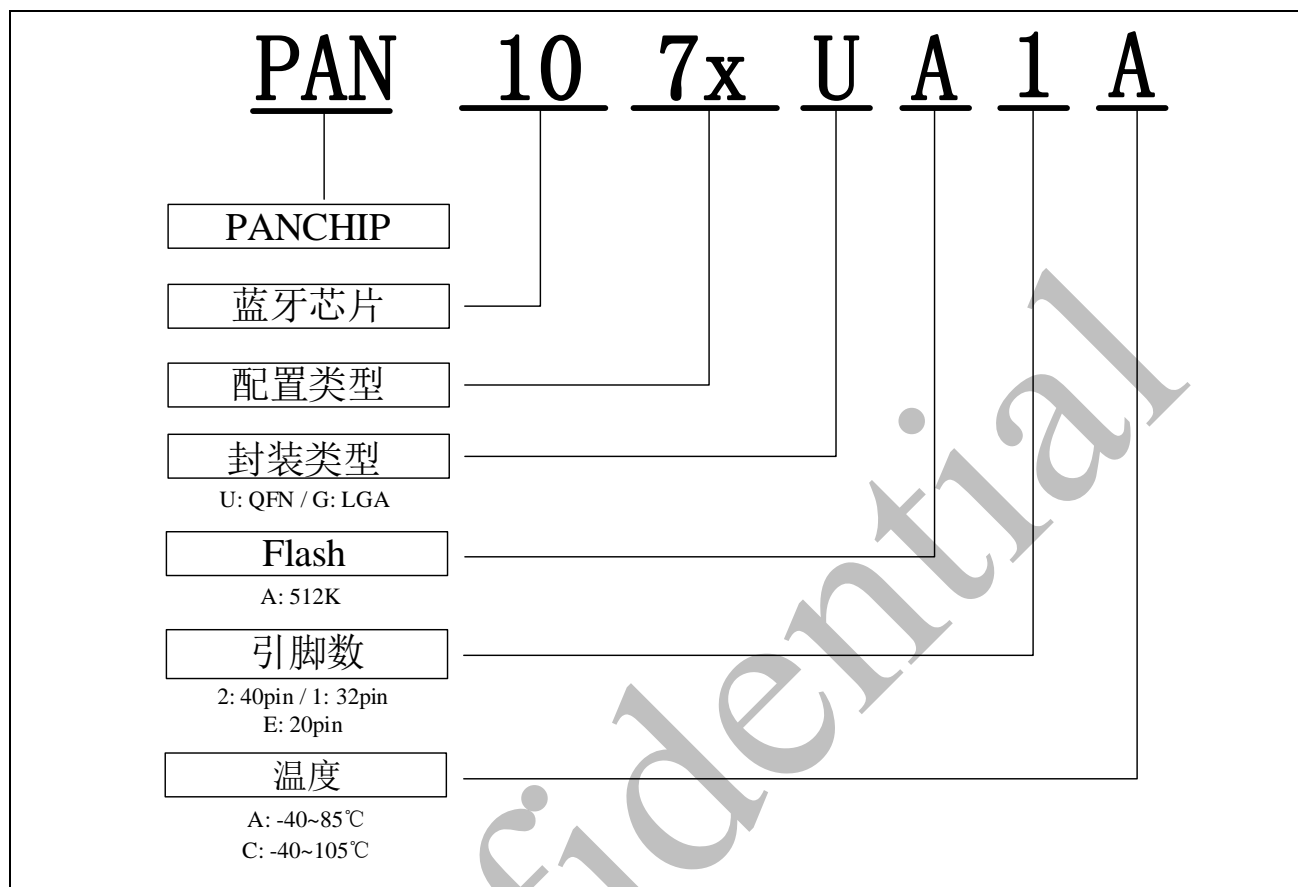 PAN 10 7x U A 1 A
PANCHIP
蓝牙芯片
配置类型
封装类型
U: QFN / G: LGA
Flash
A: 512K
引脚数
2: 40pin / 1: 32pin
E: 20pin
温度
A: -40~85℃
C: -40~105℃
fidential